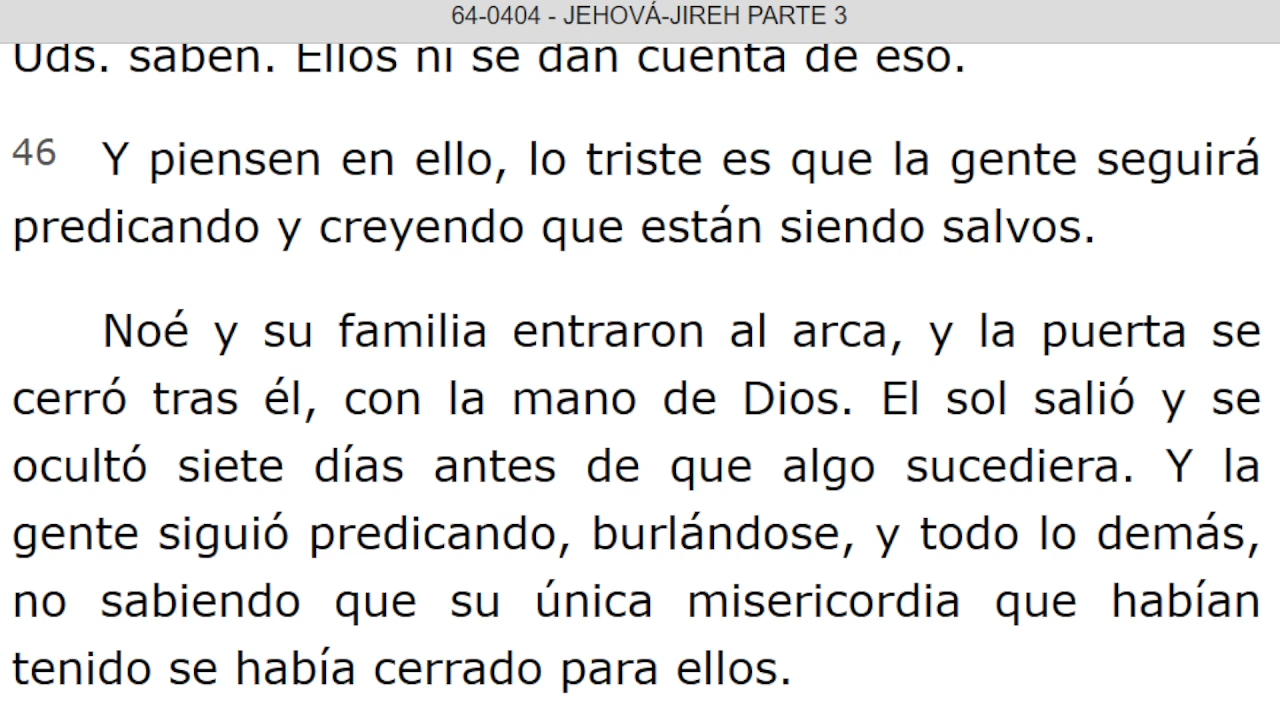 64-0404 - JEHOVÁ-JIREH PARTE 3
Uds. saben. Ellos ni se dan cuenta de eso.
46 Y piensen en ello, lo triste es que la gente seguirá
predicando y creyendo que están siendo salvos.
Noé y su familia entraron al arca, y la puerta se
cerró tras él, con la mano de Dios. El sol salió y se
ocultó siete días antes de que algo sucediera. Y la
gente siguió predicando, burlándose, y todo lo demás,
no sabiendo que su única misericordia que habían
tenido se había cerrado para ellos.